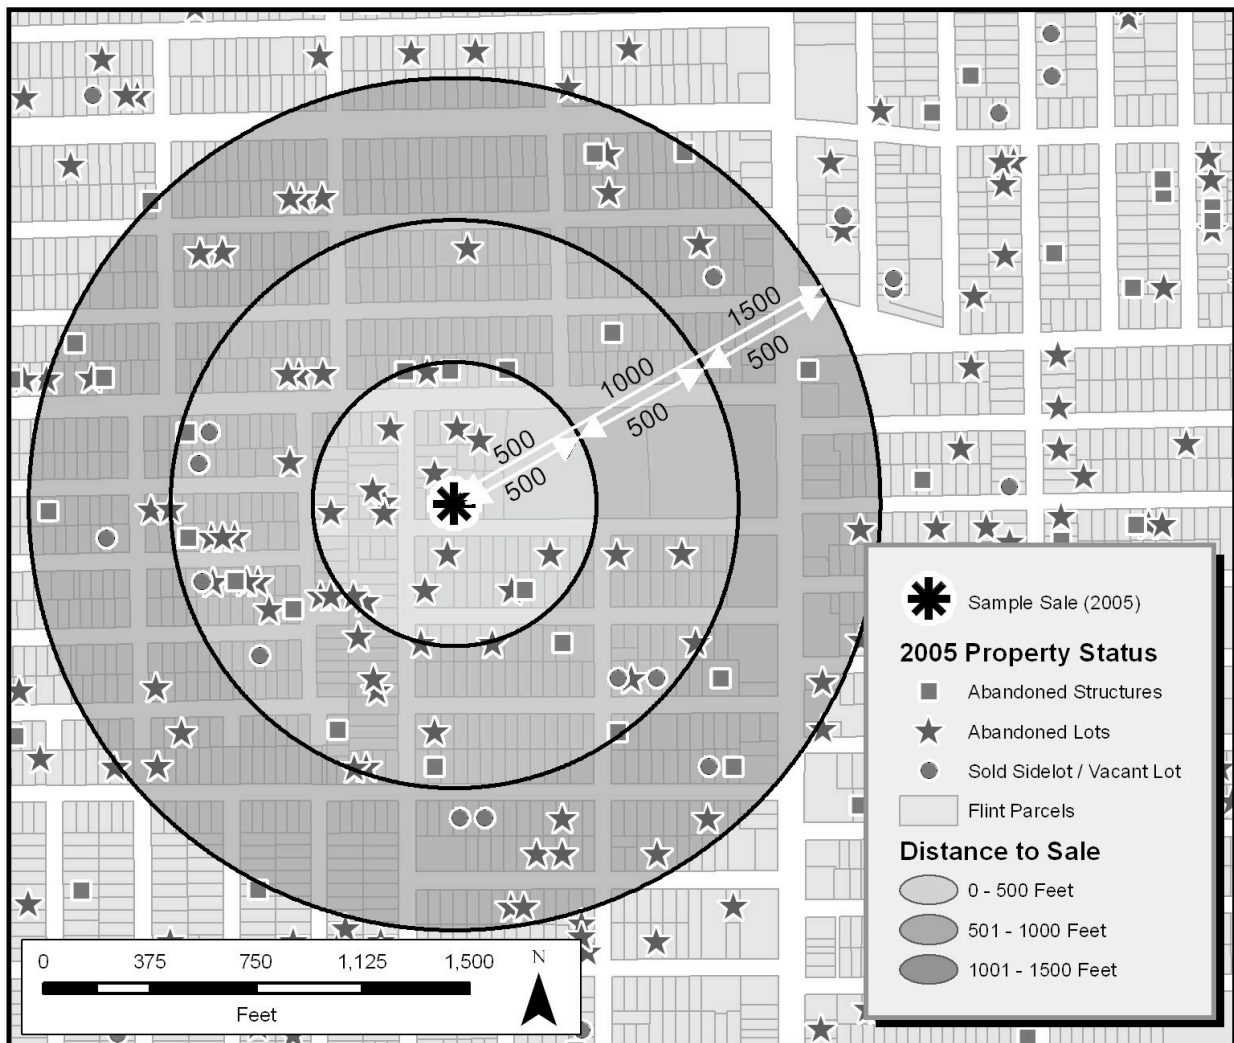 1500
500
1000
500
500
500
Sample Sale (2005)
2005 Property Status
Abandoned Structures
Abandoned Lots
Sold Sidelot / Vacant Lot
Flint Parcels
Distance to Sale
0 - 500 Feet
501 - 1000 Feet
1001 - 1500 Feet
0 375 750 1,125 1,500 N
Feet